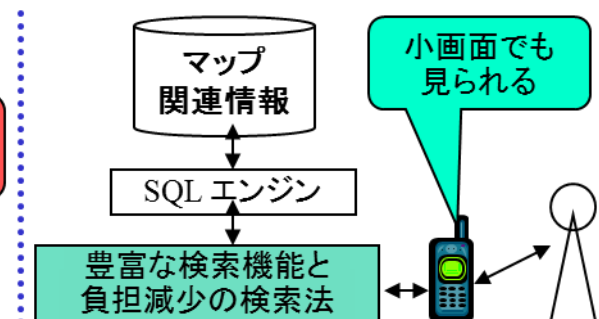 マップ
関連情報
小画面でも
見られる
SQL エンジン
豊富な検索機能と
負担減少の検索法